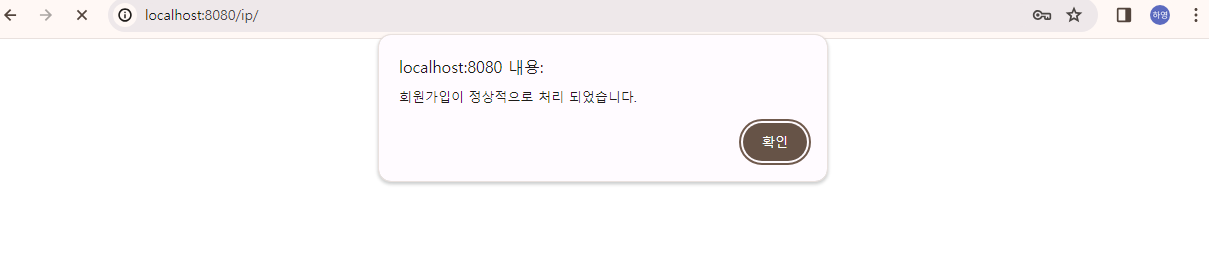 localhost:8080/ip/
하영
localhost:8080 내용:
회원가입이 정상적으로 처리 되었습니다.
확인